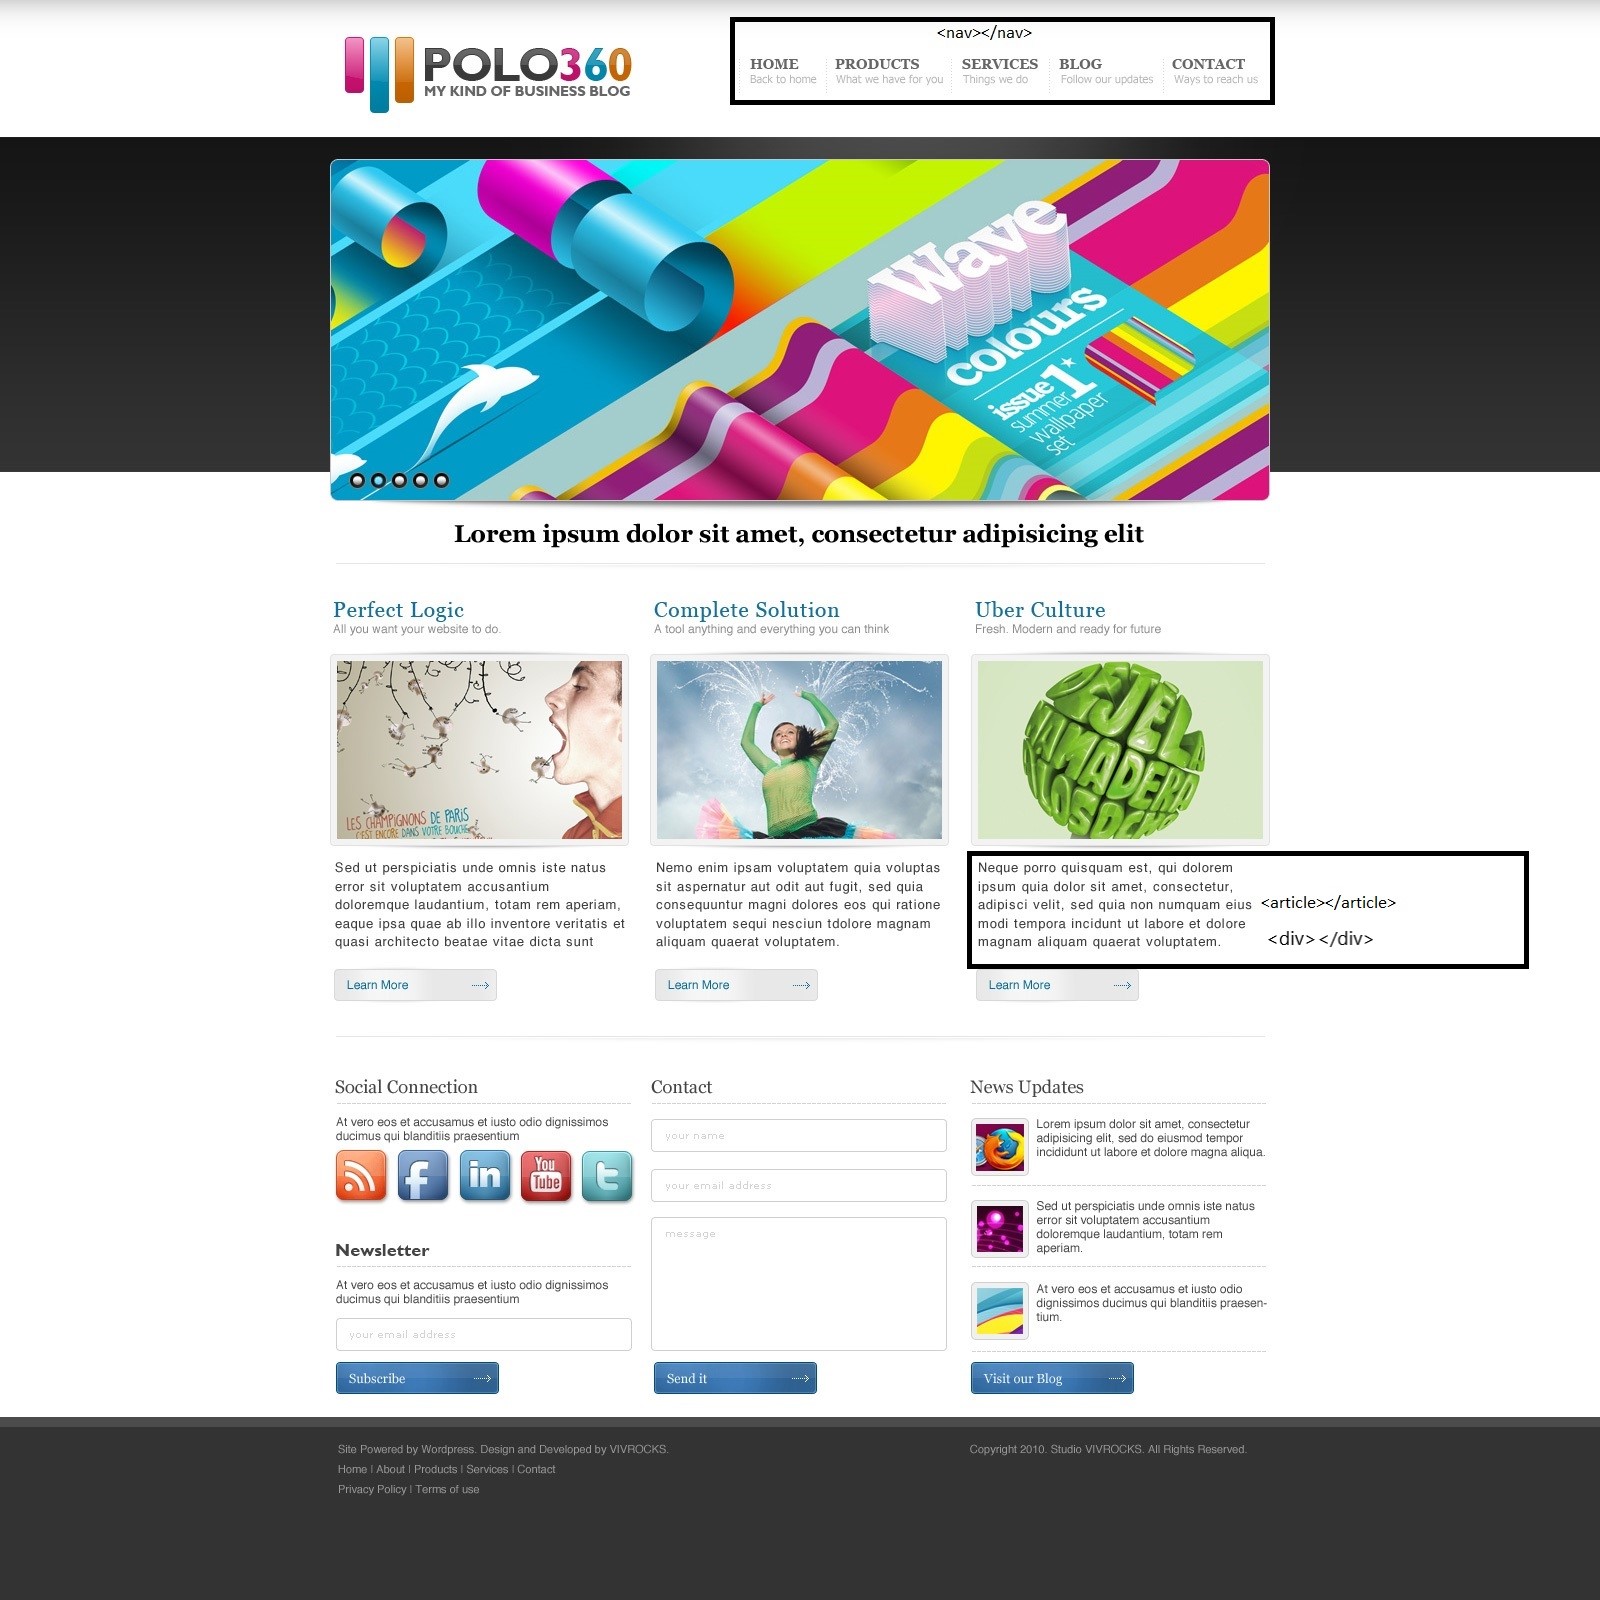 <nav></nav>
POLO360
MY KIND OF BUSINESS BLOG
HOME
Back to home
PRODUCTS
What we have for you
SERVICES
Things we do
BLOG
Follow our updates
CONTACT
Ways to reach us
Wave
colours
issue 1
summer
wallpaper
set
Lorem ipsum dolor sit amet, consectetur adipisicing elit
Perfect Logic
All you want your website to do.
LES CHAMPIGNONS DE PARIS
C'EST ENCORE DANS VOTRE BOUCHE
Sed ut perspiciatis unde omnis iste natus
error sit voluptatem accusantium
doloremque laudantium, totam rem aperiam,
eaque ipsa quae ab illo inventore veritatis et
quasi architecto beatae vitae dicta sunt
Learn More
Complete Solution
A tool anything and everything you can think
Nemo enim ipsam voluptatem quia voluptas
sit aspernatur aut odit aut fugit, sed quia
consequuntur magni dolores eos qui ratione
voluptatem sequi nesciun tdolore magnam
aliquam quaerat voluptatem.
Learn More
Uber Culture
Fresh. Modern and ready for future
Neque porro quisquam est, qui dolorem
ipsum quia dolor sit amet, consectetur,
adipisci velit, sed quia non numquam eius
modi tempora incidunt ut labore et dolore
magnam aliquam quaerat voluptatem.
<article></article>
<div></div>
Learn More
Social Connection
At vero eos et accusamus et iusto odio dignissimos
ducimus qui blanditiis praesentium
f
in
You
Tube
t
Newsletter
At vero eos et accusamus et iusto odio dignissimos
ducimus qui blanditiis praesentium
your email address
Subscribe
Contact
your name
your email address
message
Send it
News Updates
Lorem ipsum dolor sit amet, consectetur
adipisicing elit, sed do eiusmod tempor
incididunt ut labore et dolore magna aliqua.
Sed ut perspiciatis unde omnis iste natus
error sit voluptatem accusantium
doloremque laudantium, totam rem
aperiam.
At vero eos et accusamus et iusto odio
dignissimos ducimus qui blanditiis praesen-
tium.
Visit our Blog
Site Powered by Wordpress. Design and Developed by VIVROCKS.
Home | About | Products | Services | Contact
Privacy Policy | Terms of use
Copyright 2010. Studio VIVROCKS. All Rights Reserved.